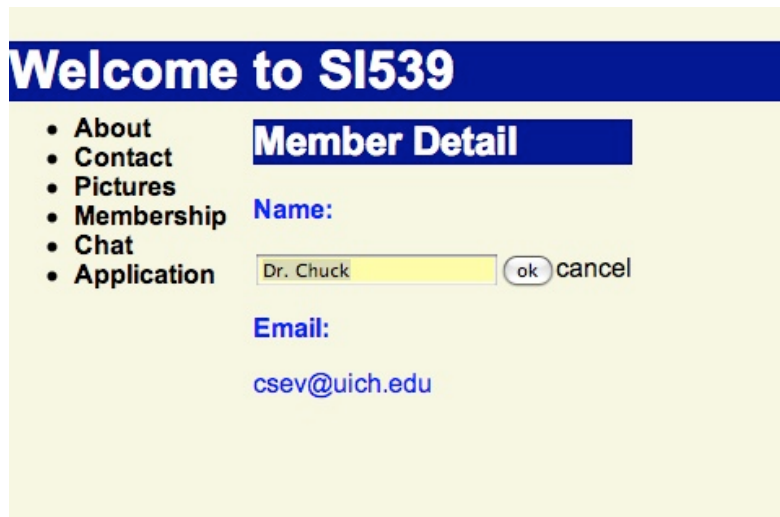 Welcome to SI539
About
Contact
Pictures
Membership
Chat
Application
Member Detail
Name:
Dr. Chuck ok cancel
Email:
csev@uich.edu